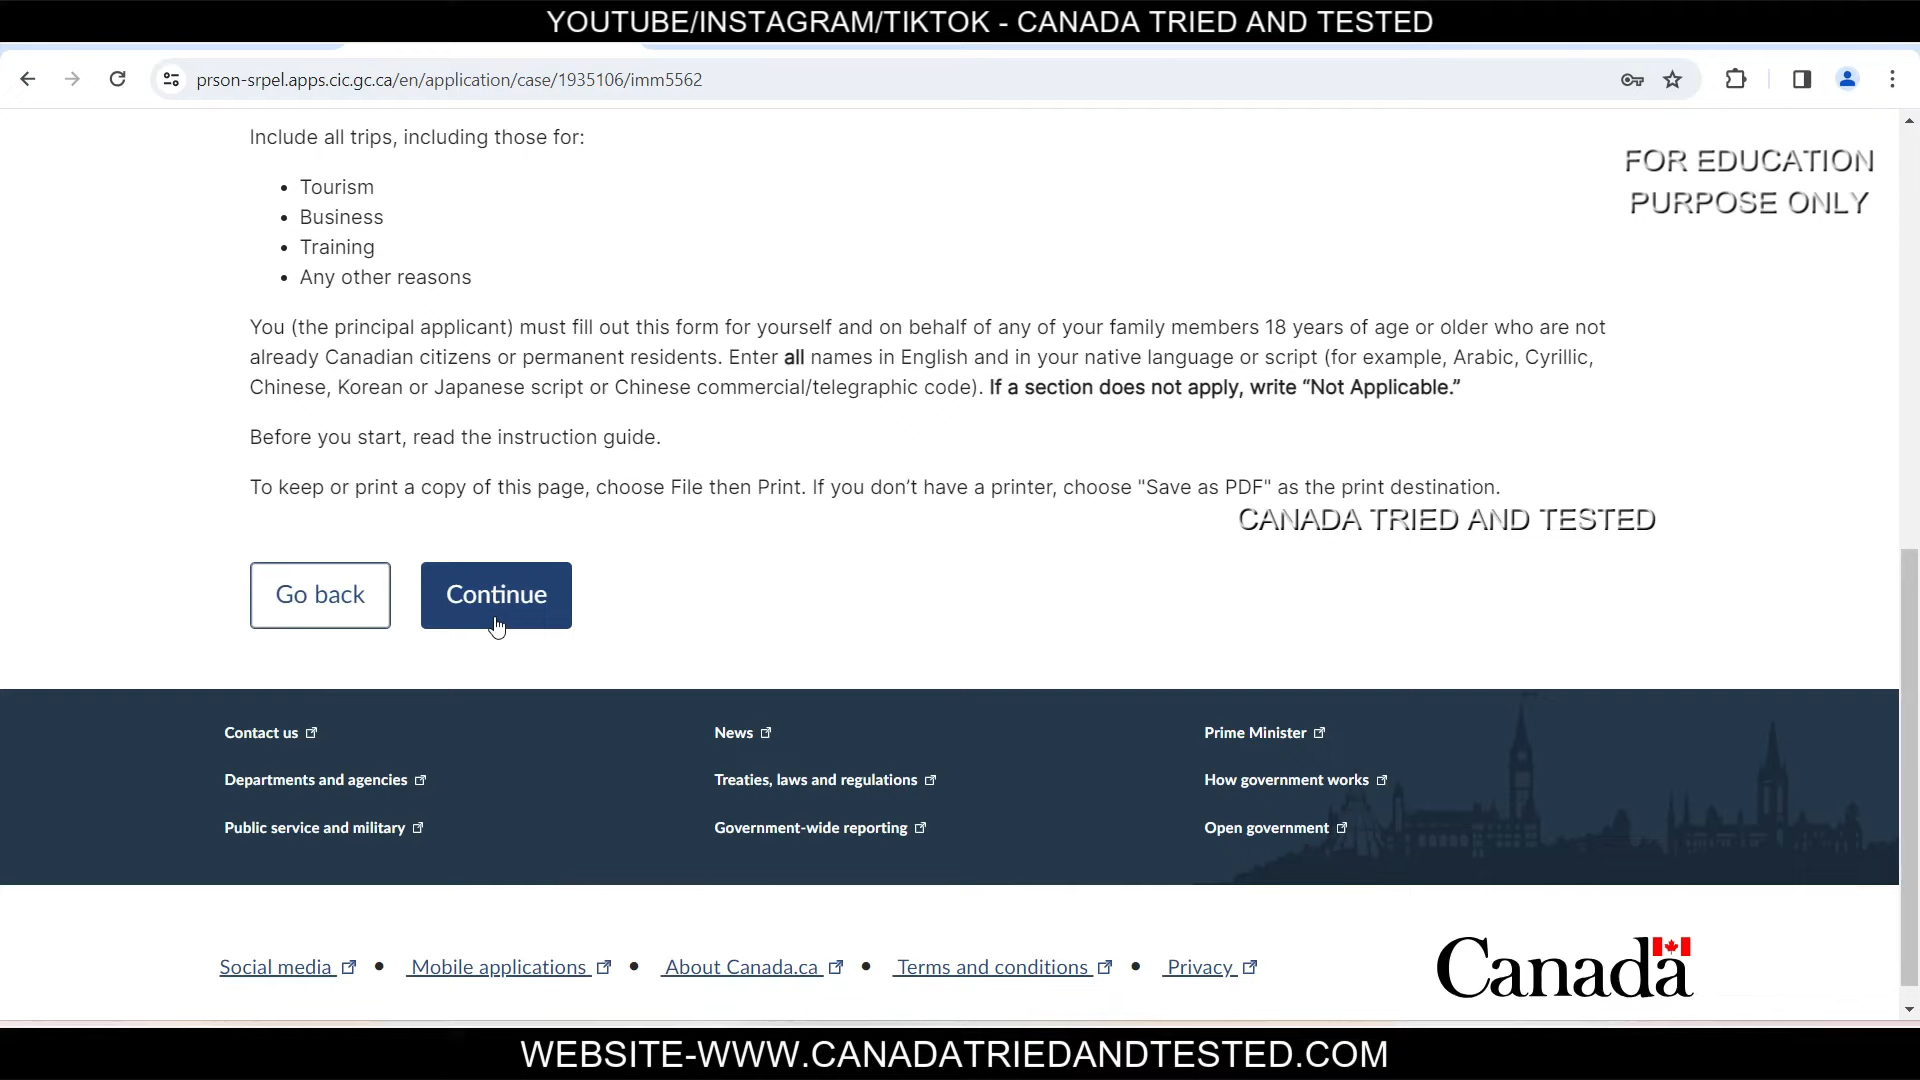 YOUTUBE/INSTAGRAM/TIKTOK - CANADA TRIED AND TESTED
prson-srpel.apps.cic.gc.ca/en/application/case/1935106/imm5562
Include all trips, including those for:
FOR EDUCATION
PURPOSE ONLY
• Tourism
• Business
• Training
• Any other reasons
You (the principal applicant) must fill out this form for yourself and on behalf of any of your family members 18 years of age or older who are not
already Canadian citizens or permanent residents. Enter all names in English and in your native language or script (for example, Arabic, Cyrillic,
Chinese, Korean or Japanese script or Chinese commercial/telegraphic code). If a section does not apply, write “Not Applicable.”
Before you start, read the instruction guide.
To keep or print a copy of this page, choose File then Print. If you don’t have a printer, choose "Save as PDF" as the print destination.
CANADA TRIED AND TESTED
Go back Continue
Contact us News Prime Minister
Departments and agencies Treaties, laws and regulations How government works
Public service and military Government-wide reporting Open government
Social media • Mobile applications • About Canada.ca • Terms and conditions • Privacy
Canada
WEBSITE-WWW.CANADATRIEDANDTESTED.COM